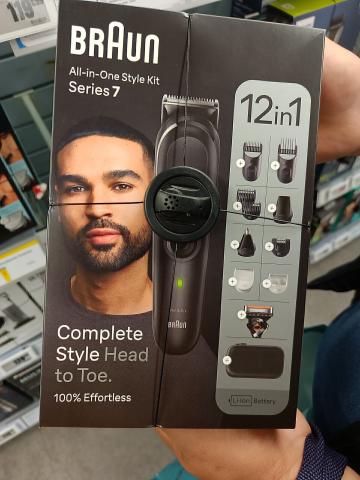 119
BRAUN
All-in-One Style Kit
Series 7
12in1
BRAUN
Complete
Style Head
to Toe.
100% Effortless
Li-Ion Battery